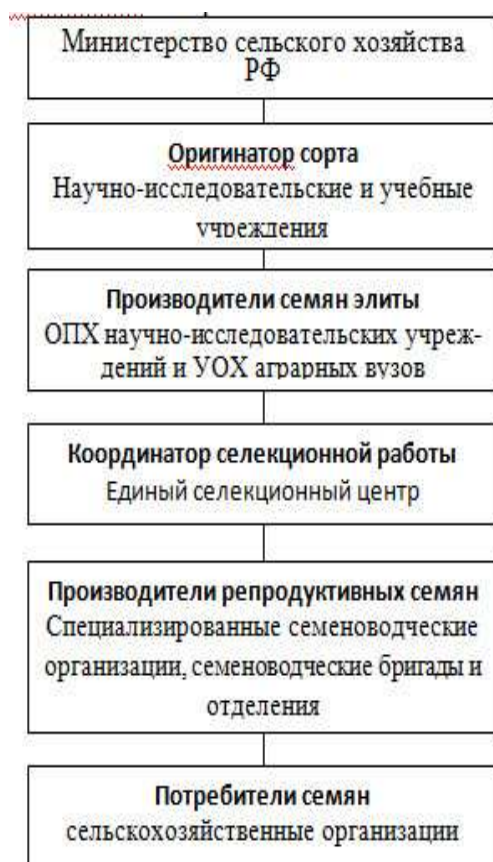 Министерство сельского хозяйства
РФ
Оригинатор сорта
Научно-исследовательские и учебные
учреждения
Производители семян элиты
ОПХ научно-исследовательских учреж-
дений и УОХ аграрных вузов
Координатор селекционной работы
Единый селекционный центр
Производители репродуктивных семян
Специализированные семеноводческие
организации, семеноводческие бригады и
отделения
Потребители семян
сельскохозяйственные организации